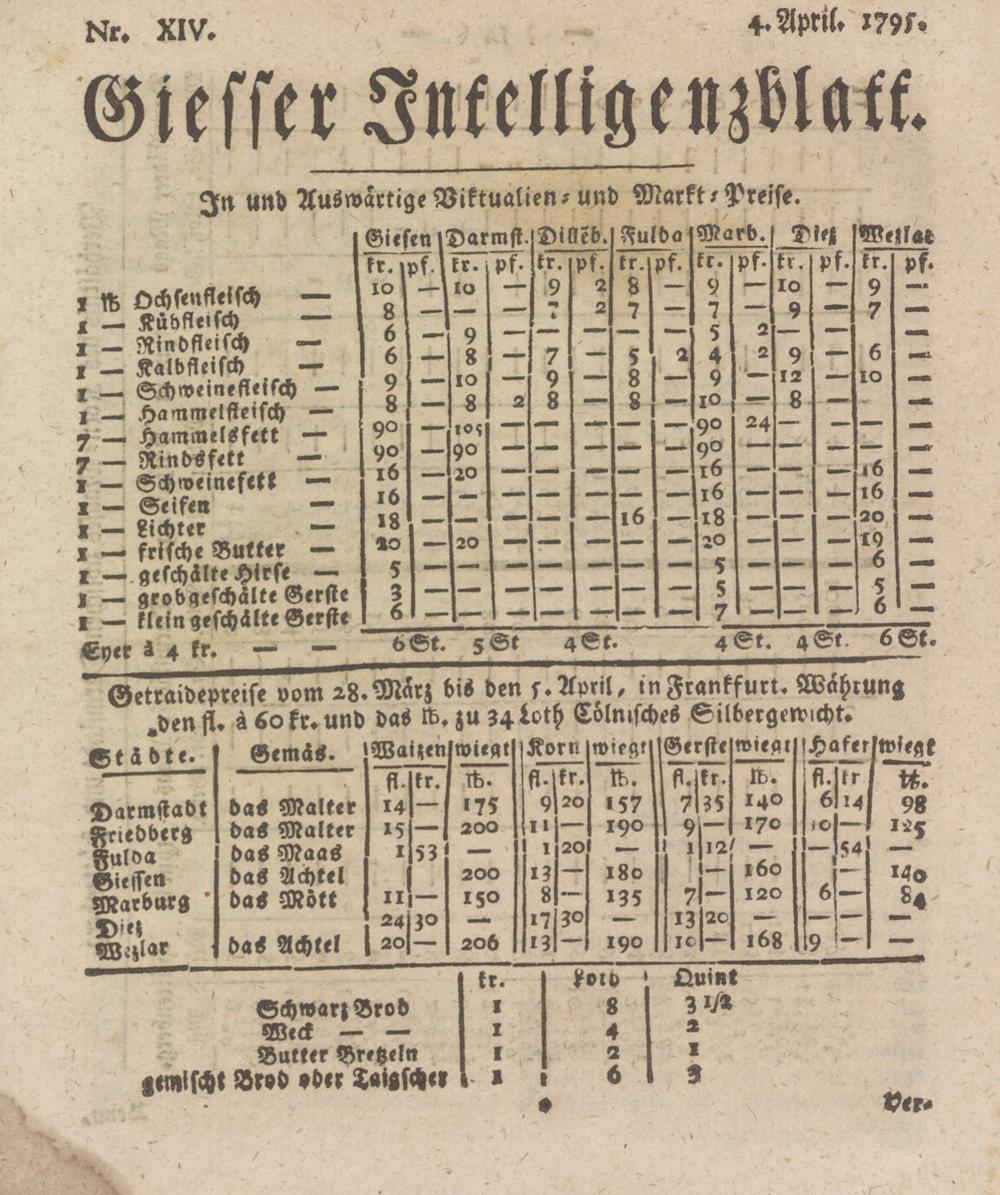 Nr. XIV. 4. April. 1795.
Giesser Intelligenzblatt.
In und Auswärtige Viktualien- und Markt-Preise.
Giesen Darmst. Dilleb. Fulda Marb. Diez Wezlar
kr. pf. kr. pf. kr. pf. kr. pf. kr. pf. kr. pf. kr. pf.
1 ℔ Ochsenfleisch — 10 — 10 — 9 2 8 — 9 — 10 — 9 —
1 — Kühfleisch — 8 — — — 7 2 7 — 7 — 9 — 7 —
1 — Rindfleisch — 6 — 9 — — — — — 5 2 — — — —
1 — Kalbfleisch 6 — 8 — 7 — 5 2 4 2 9 — 6 —
1 — Schweinefleisch — 9 — 10 — 9 — 8 — 9 — 12 — 10 —
1 — Hammelfleisch 8 — 8 2 8 — 8 — 10 — 8 — —
7 — Hammelsfett — 90 — 105 — — — — 90 24 — — —
7 — Rindsfett — 90 — 90 — — — — — 90 — — — —
1 — Schweinefett — 16 — 20 — — — — — 16 — — — 16 —
1 — Seifen — 16 — — — — — — — 16 — — — 16 —
1 — Lichter — 18 — — — — — 16 — 18 — — — 20 —
1 — frische Butter — 20 — 20 — — — — — 20 — — — 19 —
1 — geschälte Hirse — 5 — — — — — — — 5 — — — 6 —
1 — grobgeschälte Gerste 3 — — — — — — — 5 — — — 5 —
1 — kleingeschälte Gerste 6 — — — — — — — 7 — — — 6 —
Eyer à 4 kr. — — 6 St. 5 St 4 St. 4 St. 4 St. 6 St.
Getraidepreise vom 28. März bis den 5. April, in Frankfurt. Währung
den fl. à 60 kr. und das ℔. zu 34 Loth Cölnisches Silbergewicht.
Städte. Gemäs. Waitzen wiegt Korn wiegt Gerste wiegt Hafer wiegt
fl. kr. ℔. fl. kr. ℔. fl. kr. ℔. fl. kr ℔.
Darmstadt das Malter 14 — 175 9 20 157 7 35 140 6 14 98
Friedberg das Malter 15 — 200 11 — 190 9 — 170 10 — 125
Fulda das Maas 1 53 — 1 20 — 1 12 — — 54 —
Giessen das Achtel 200 13 — 180 — 160 — 140
Marburg das Mött 11 — 150 8 — 135 7 — 120 6 — 84
Diez 24 30 — 17 30 — 13 20 — — — —
Wezlar das Achtel 20 — 206 13 — 190 10 — 168 9 — —
kr. Loth Quint
Schwarz Brod 1 8 3 1/2
Weck — — 1 4 2
Butter Bretzeln 1 2 1
gemischt Brod oder Taigscher 1 6 3
Ver-